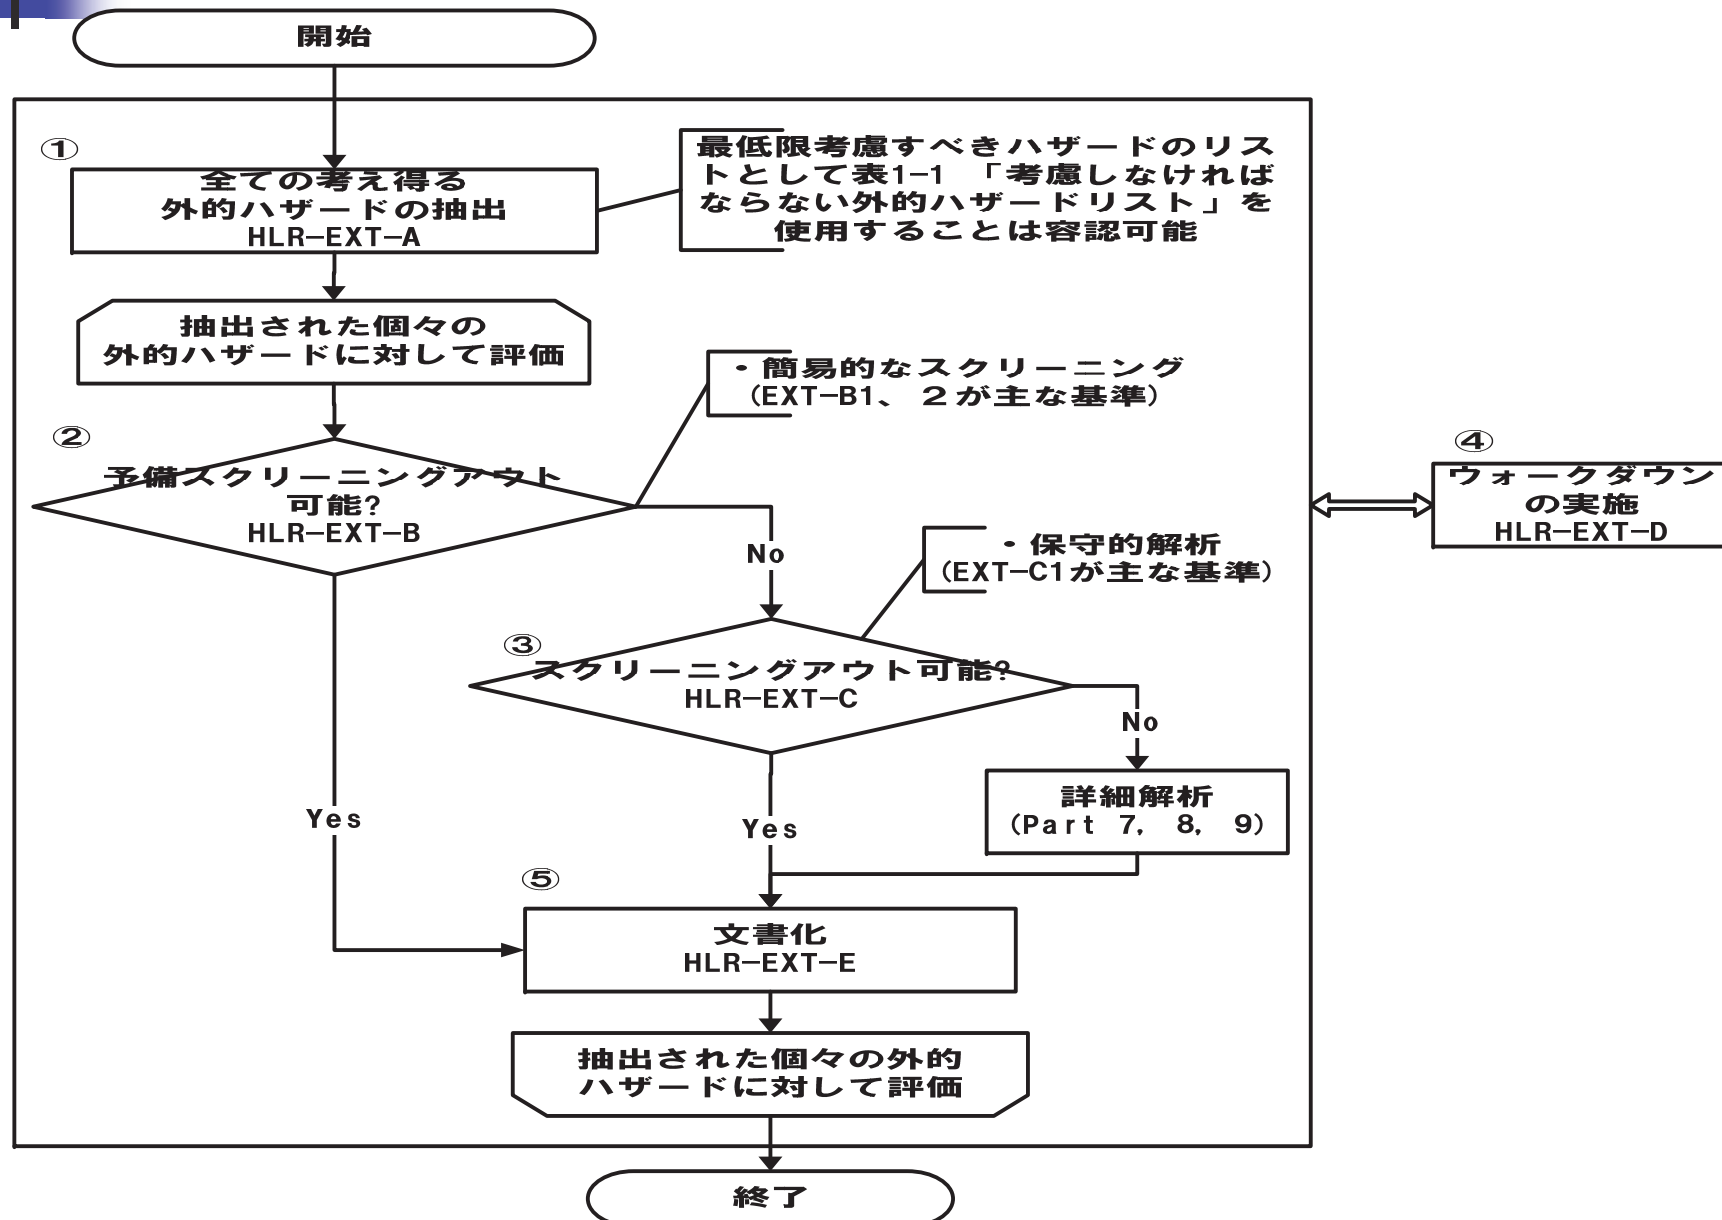 開始
①
全ての考え得る
外的ハザードの抽出
HLR−EXT−A
最低限考慮すべきハザードのリス
トとして表1−1「考慮しなければ
ならない外的ハザードリスト」を
使用することは容認可能
抽出された個々の
外的ハザードに対して評価
・簡易的なスクリーニング
(EXT−B1、2が主な基準)
②
予備スクリーニングアウト
可能?
HLR−EXT−B
No
④
ウォークダウン
の実施
HLR−EXT−D
・保守的解析
(EXT−C1が主な基準)
③
スクリーニングアウト可能?
HLR−EXT−C
No
詳細解析
(Part 7, 8, 9)
Yes
Yes
⑤
文書化
HLR−EXT−E
抽出された個々の外的
ハザードに対して評価
終了